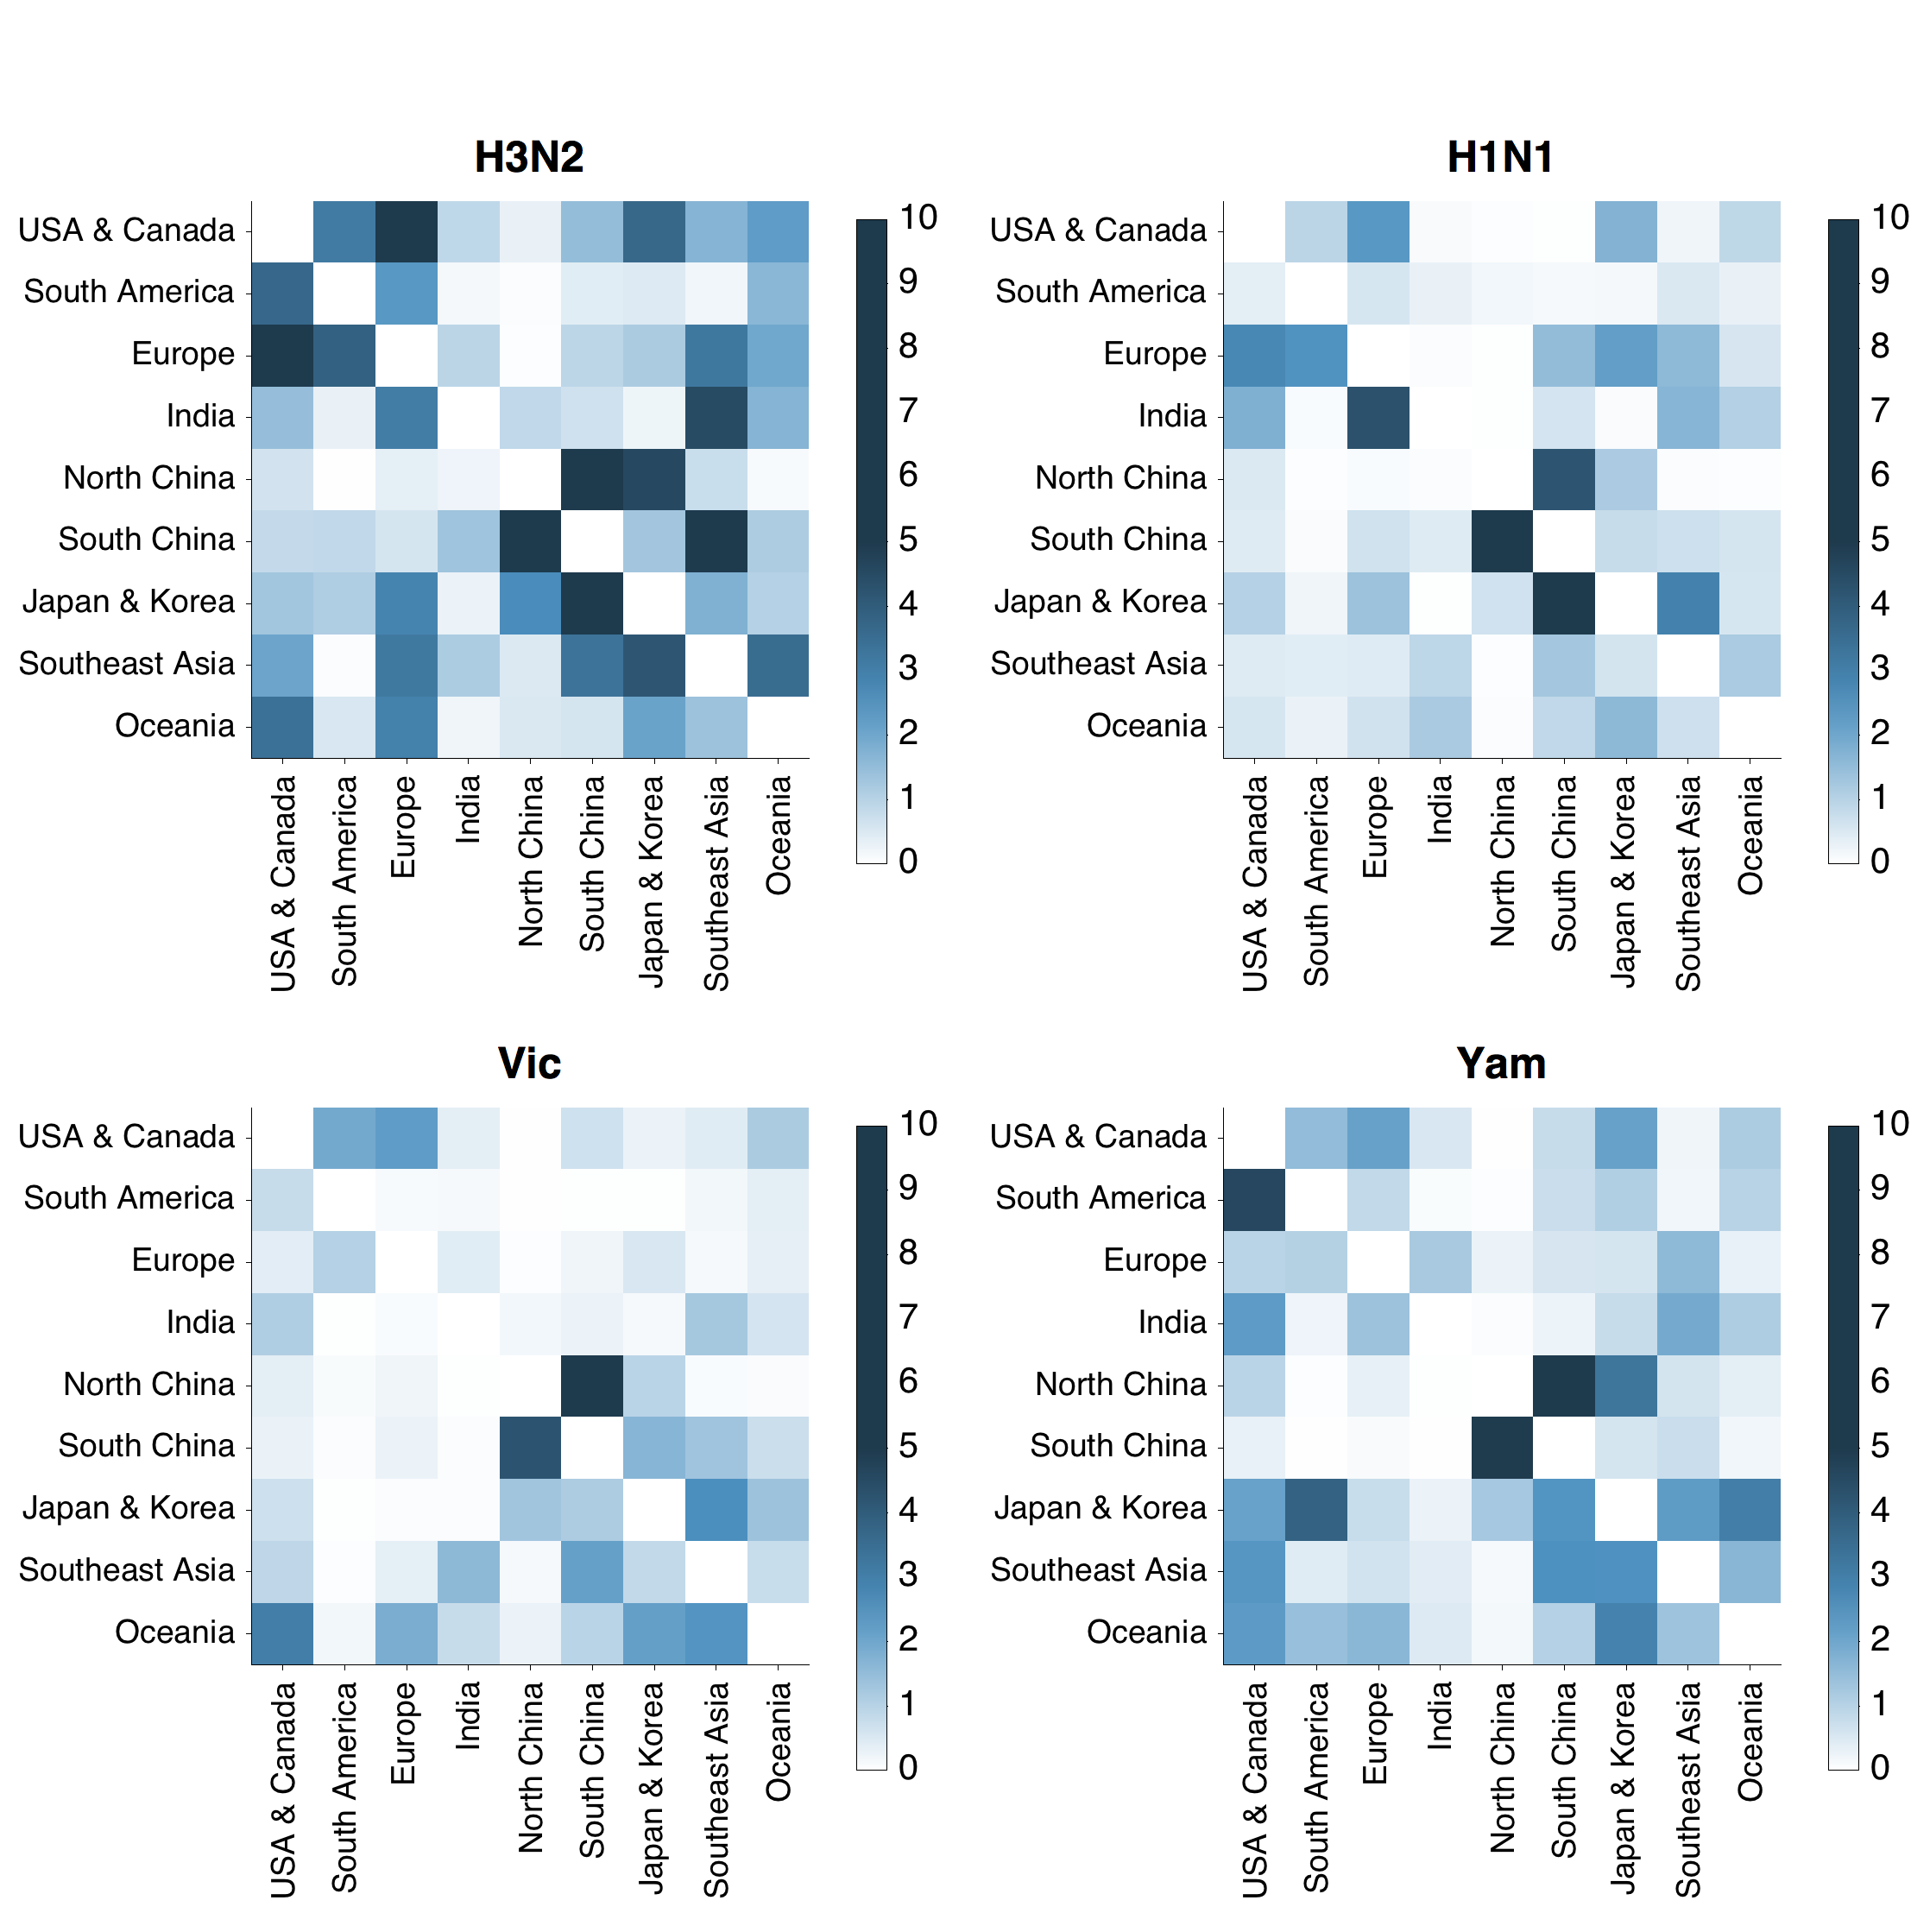 H3N2
USA & Canada
South America
Europe
India
North China
South China
Japan & Korea
Southeast Asia
Oceania
USA & Canada
South America
Europe
India
North China
South China
Japan & Korea
Southeast Asia
Oceania
10
9
8
7
6
5
4
3
2
1
0
H1N1
USA & Canada
South America
Europe
India
North China
South China
Japan & Korea
Southeast Asia
Oceania
USA & Canada
South America
Europe
India
North China
South China
Japan & Korea
Southeast Asia
Oceania
10
9
8
7
6
5
4
3
2
1
0
Vic
USA & Canada
South America
Europe
India
North China
South China
Japan & Korea
Southeast Asia
Oceania
USA & Canada
South America
Europe
India
North China
South China
Japan & Korea
Southeast Asia
Oceania
10
9
8
7
6
5
4
3
2
1
0
Yam
USA & Canada
South America
Europe
India
North China
South China
Japan & Korea
Southeast Asia
Oceania
USA & Canada
South America
Europe
India
North China
South China
Japan & Korea
Southeast Asia
Oceania
10
9
8
7
6
5
4
3
2
1
0